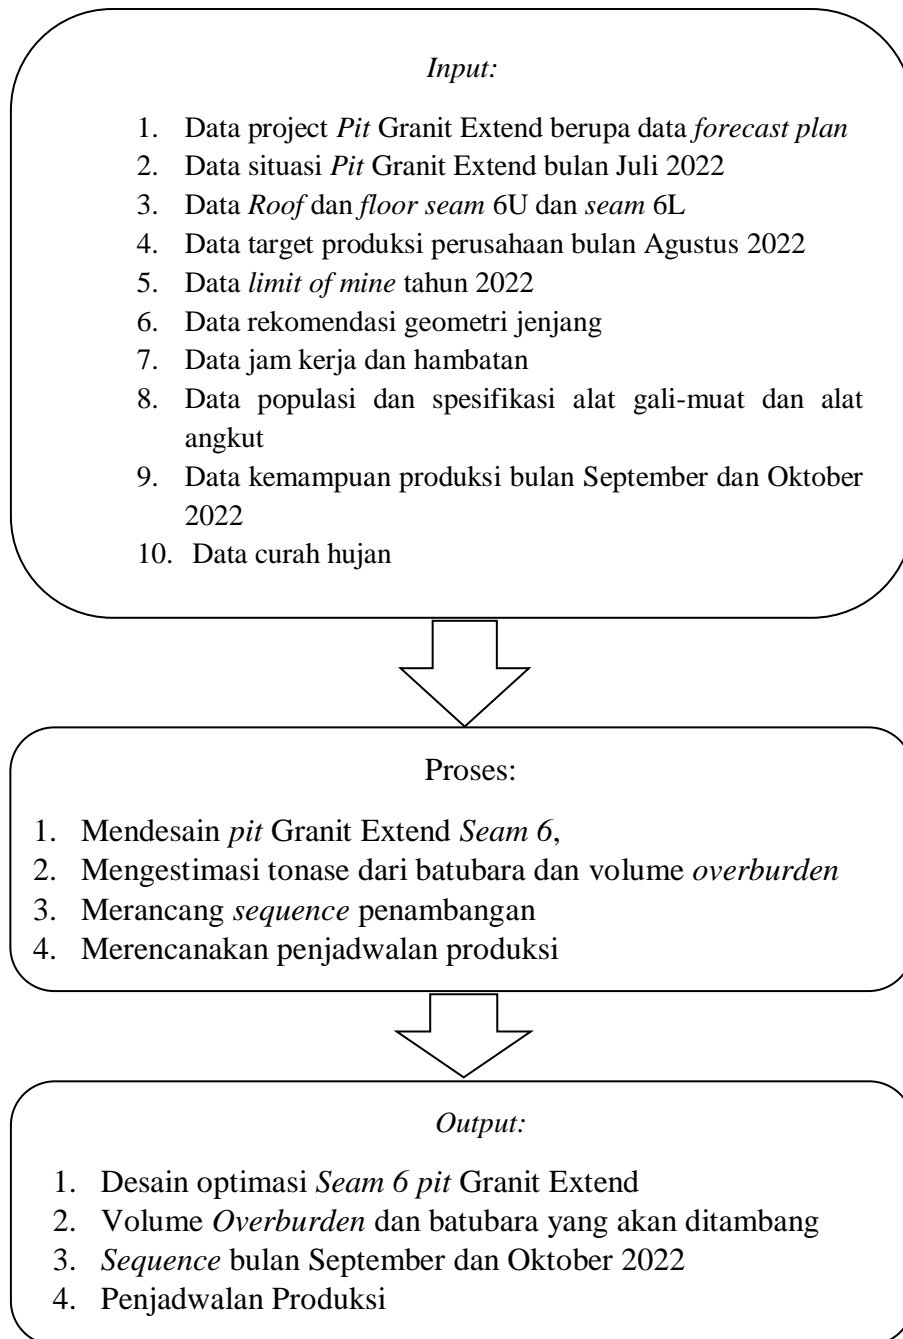 Input:
1. Data project Pit Granit Extend berupa data forecast plan
2. Data situasi Pit Granit Extend bulan Juli 2022
3. Data Roof dan floor seam 6U dan seam 6L
4. Data target produksi perusahaan bulan Agustus 2022
5. Data limit of mine tahun 2022
6. Data rekomendasi geometri jenjang
7. Data jam kerja dan hambatan
8. Data populasi dan spesifikasi alat gali-muat dan alat
angkut
9. Data kemampuan produksi bulan September dan Oktober
2022
10. Data curah hujan
Proses:
1. Mendesain pit Granit Extend Seam 6,
2. Mengestimasi tonase dari batubara dan volume overburden
3. Merancang sequence penambangan
4. Merencanakan penjadwalan produksi
Output:
1. Desain optimasi Seam 6 pit Granit Extend
2. Volume Overburden dan batubara yang akan ditambang
3. Sequence bulan September dan Oktober 2022
4. Penjadwalan Produksi